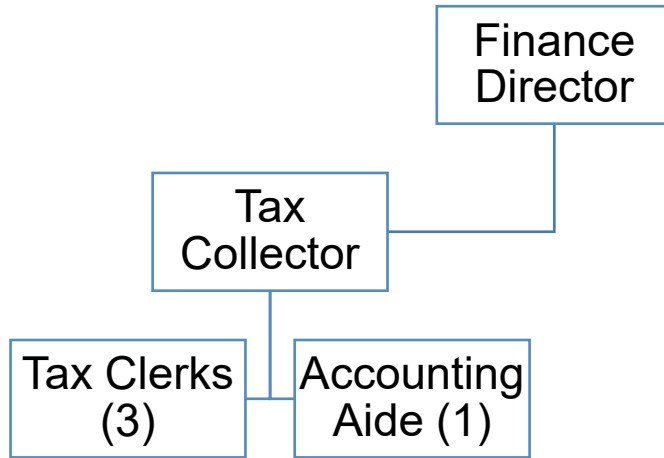 Finance
Director
Tax
Collector
Tax Clerks
(3)
Accounting
Aide (1)